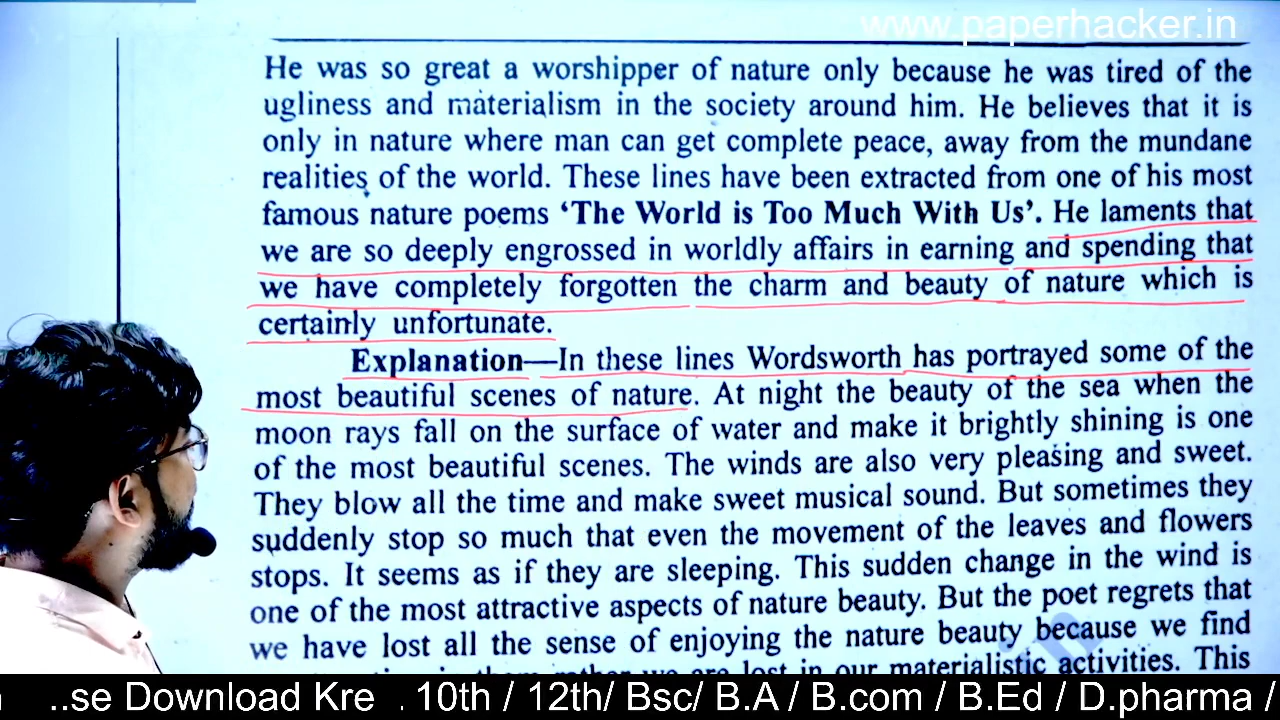 www.paperhacker.in
He was so great a worshipper of nature only because he was tired of the
ugliness and materialism in the society around him. He believes that it is
only in nature where man can get complete peace, away from the mundane
realities of the world. These lines have been extracted from one of his most
famous nature poems ‘The World is Too Much With Us’. He laments that
we are so deeply engrossed in worldly affairs in earning and spending that
we have completely forgotten the charm and beauty of nature which is
certainly unfortunate.
Explanation—In these lines Wordsworth has portrayed some of the
most beautiful scenes of nature. At night the beauty of the sea when the
moon rays fall on the surface of water and make it brightly shining is one
of the most beautiful scenes. The winds are also very pleasing and sweet.
They blow all the time and make sweet musical sound. But sometimes they
suddenly stop so much that even the movement of the leaves and flowers
stops. It seems as if they are sleeping. This sudden change in the wind is
one of the most attractive aspects of nature beauty. But the poet regrets that
we have lost all the sense of enjoying the nature beauty because we find
in them rather we are lost in our materialistic activities. This
..se Download Kre . 10th / 12th/ Bsc/ B.A / B.com / B.Ed / D.pharma /